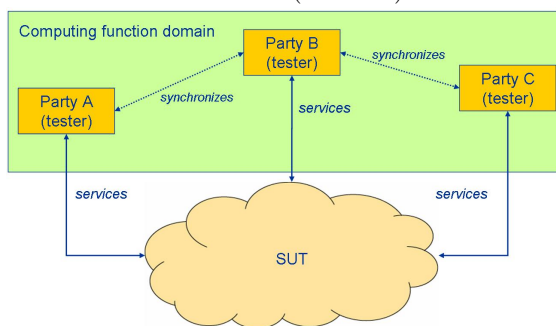 Computing function domain
Party B
(tester)
synchronizes
synchronizes
Party A
(tester)
Party C
(tester)
services
services
services
SUT